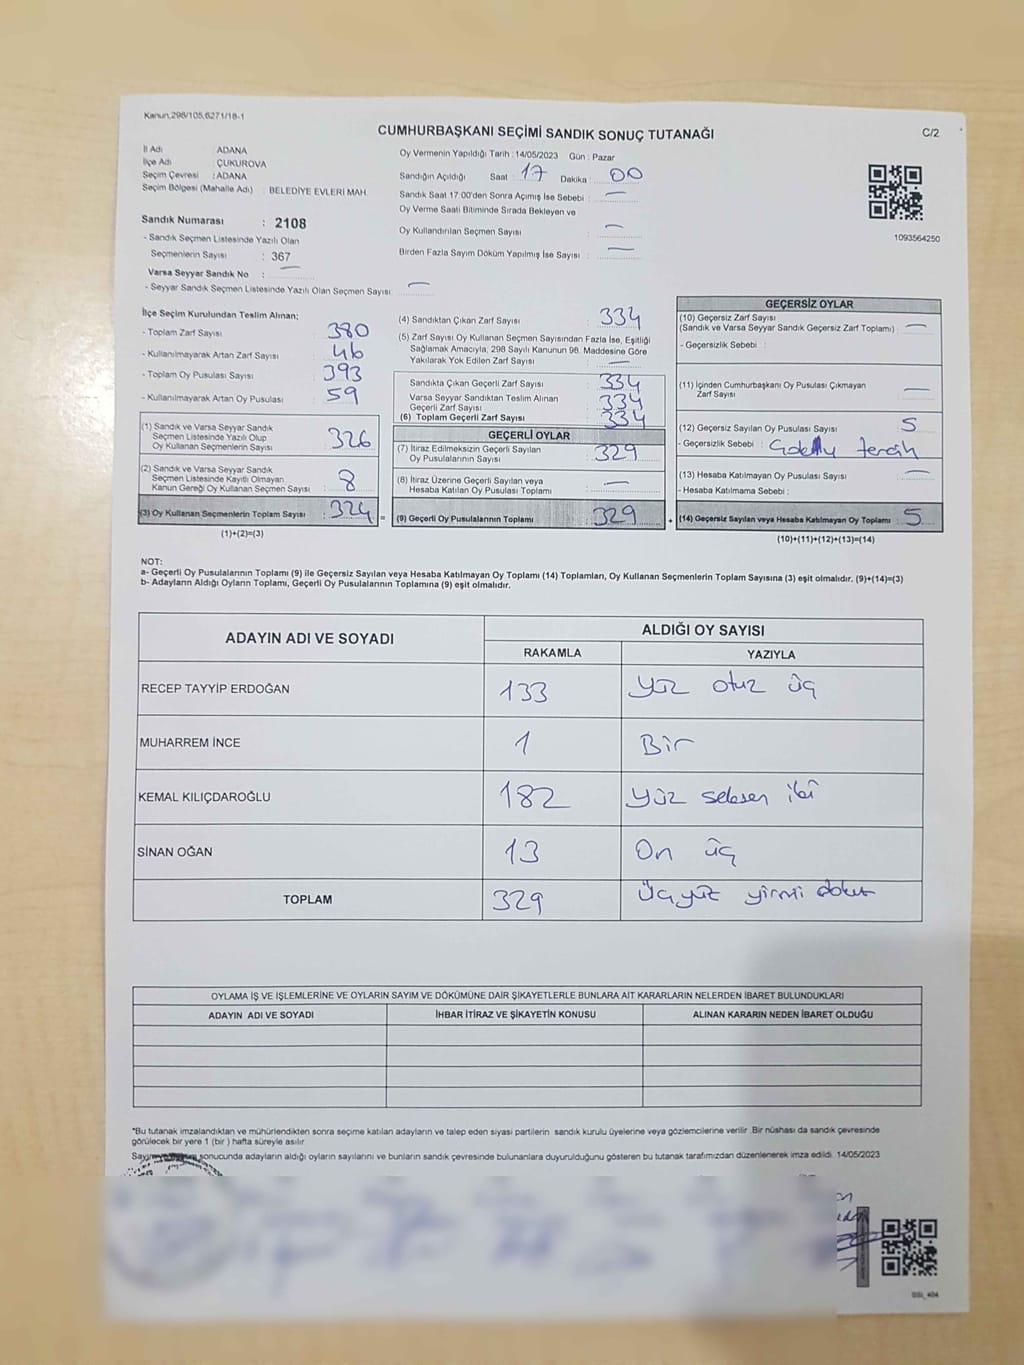 Kanun,298/105,6271/18-1
CUMHURBAŞKANI SEÇİMİ SANDIK SONUÇ TUTANAĞI
C/2
İl Adı : ADANA
İlçe Adı : ÇUKUROVA
Seçim Çevresi : ADANA
Seçim Bölgesi (Mahalle Adı) : BELEDİYE EVLERİ MAH.
Sandık Numarası : 2108
- Sandık Seçmen Listesinde Yazılı Olan
Seçmenlerin Sayısı : 367
Varsa Seyyar Sandık No : —
- Seyyar Sandık Seçmen Listesinde Yazılı Olan Seçmen Sayısı: —
Oy Vermenin Yapıldığı Tarih : 14/05/2023 Gün : Pazar
Sandığın Açıldığı Saat : 17 Dakika : 00
Sandık Saat 17:00'den Sonra Açımış İse Sebebi : —
Oy Verme Saati Bitiminde Sırada Bekleyen ve
Oy Kullandırılan Seçmen Sayısı : —
Birden Fazla Sayım Döküm Yapılmış İse Sayısı : —
1093564250
İlçe Seçim Kurulundan Teslim Alınan;
- Toplam Zarf Sayısı : 380
- Kullanılmayarak Artan Zarf Sayısı : 46
- Toplam Oy Pusulası Sayısı : 393
- Kullanılmayarak Artan Oy Pusulası : 59
(1) Sandık ve Varsa Seyyar Sandık
Seçmen Listesinde Yazılı Olup
Oy Kullanan Seçmenlerin Sayısı : 326
(2) Sandık ve Varsa Seyyar Sandık
Seçmen Listesinde Kayıtlı Olmayan
Kanun Gereği Oy Kullanan Seçmen Sayısı : 8
(3) Oy Kullanan Seçmenlerin Toplam Sayısı : 324 =
(1)+(2)=(3)
(4) Sandıktan Çıkan Zarf Sayısı : 334
(5) Zarf Sayısı Oy Kullanan Seçmen Sayısından Fazla İse, Eşitliği
Sağlamak Amacıyla, 298 Sayılı Kanunun 98. Maddesine Göre
Yakılarak Yok Edilen Zarf Sayısı : —
Sandıkta Çıkan Geçerli Zarf Sayısı : 334
Varsa Seyyar Sandıktan Teslim Alınan
Geçerli Zarf Sayısı : 334
(6) Toplam Geçerli Zarf Sayısı : 334
GEÇERLİ OYLAR
(7) İtiraz Edilmeksizin Geçerli Sayılan
Oy Pusulalarının Sayısı : 329
(8) İtiraz Üzerine Geçerli Sayılan veya
Hesaba Katılan Oy Pusulası Toplamı : —
(9) Geçerli Oy Pusulalarının Toplamı : 329 +
GEÇERSİZ OYLAR
(10) Geçersiz Zarf Sayısı
(Sandık ve Varsa Seyyar Sandık Geçersiz Zarf Toplamı) : —
- Geçersizlik Sebebi :
(11) İçinden Cumhurbaşkanı Oy Pusulası Çıkmayan
Zarf Sayısı : —
(12) Geçersiz Sayılan Oy Pusulası Sayısı : 5
- Geçersizlik Sebebi : tercih
(13) Hesaba Katılmayan Oy Pusulası Sayısı : —
- Hesaba Katılmama Sebebi :
(14) Geçersiz Sayılan veya Hesaba Katılmayan Oy Toplamı : 5
(10)+(11)+(12)+(13)=(14)
NOT:
a- Geçerli Oy Pusulalarının Toplamı (9) ile Geçersiz Sayılan veya Hesaba Katılmayan Oy Toplamı (14) Toplamları, Oy Kullanan Seçmenlerin Toplam Sayısına (3) eşit olmalıdır. (9)+(14)=(3)
b- Adayların Aldığı Oyların Toplamı, Geçerli Oy Pusulalarının Toplamına (9) eşit olmalıdır.
ADAYIN ADI VE SOYADI
ALDIĞI OY SAYISI
RAKAMLA YAZIYLA
RECEP TAYYİP ERDOĞAN 133 Yüz otuz üç
MUHARREM İNCE 1 Bir
KEMAL KILIÇDAROĞLU 182 Yüz seksen iki
SİNAN OĞAN 13 On üç
TOPLAM 329 Üçyüz yirmi dokuz
OYLAMA İŞ VE İŞLEMLERİNE VE OYLARIN SAYIM VE DÖKÜMÜNE DAİR ŞİKAYETLERLE BUNLARA AİT KARARLARIN NELERDEN İBARET BULUNDUKLARI
ADAYIN ADI VE SOYADI İHBAR İTİRAZ VE ŞİKAYETİN KONUSU ALINAN KARARIN NEDEN İBARET OLDUĞU
"Bu tutanak imzalandıktan ve mühürlendikten sonra seçime katılan adayların ve talep eden siyasi partilerin sandık kurulu üyelerine veya gözlemcilerine verilir .Bir nüshası da sandık çevresinde
görülecek bir yere 1 (bir ) hafta süreyle asılır
sonucunda adayların aldığı oyların sayılarını ve bunların sandık çevresinde bulunanlara duyurulduğunu gösteren bu tutanak tarafımızdan düzenlenerek imza edildi. 14/05/2023